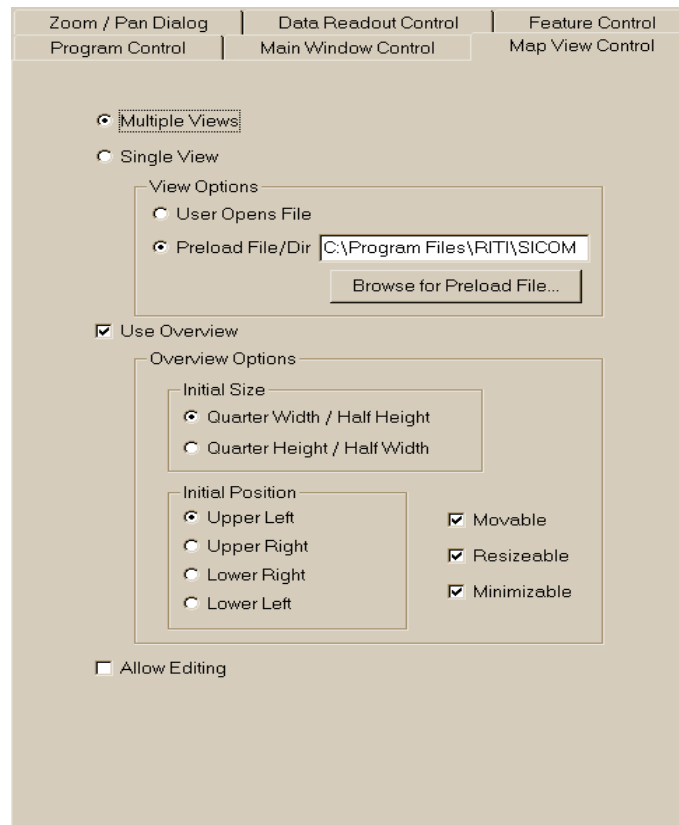 Zoom / Pan Dialog Data Readout Control Feature Control
Program Control Main Window Control Map View Control
Multiple Views
Single View
View Options
User Opens File
Preload File/Dir C:\Program Files\RITI\SICOM
Browse for Preload File...
Use Overview
Overview Options
Initial Size
Quarter Width / Half Height
Quarter Height / Half Width
Initial Position
Upper Left
Upper Right
Lower Right
Lower Left
Movable
Resizeable
Minimizable
Allow Editing